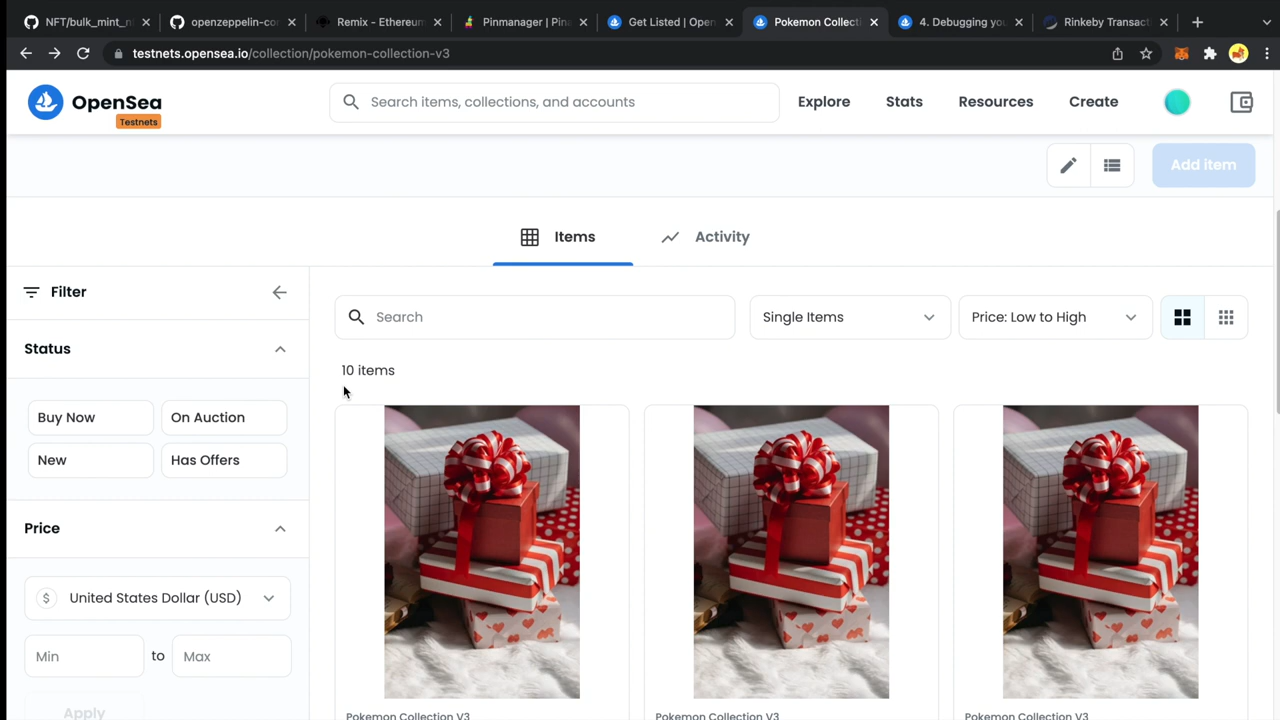 NFT/bulk_mint_n
openzeppelin-co
Remix - Ethereum
Pinmanager | Pin
Get Listed | Open
Pokemon Collecti
4. Debugging you
Rinkeby Transact
testnets.opensea.io/collection/pokemon-collection-v3
OpenSea
Testnets
Search items, collections, and accounts
Explore
Stats
Resources
Create
Add item
Items
Activity
Filter
Search
Single Items
Price: Low to High
Status
10 items
Buy Now
On Auction
New
Has Offers
Price
$ United States Dollar (USD)
Min
to
Max
Apply
Pokemon Collection V3
Pokemon Collection V3
Pokemon Collection V3